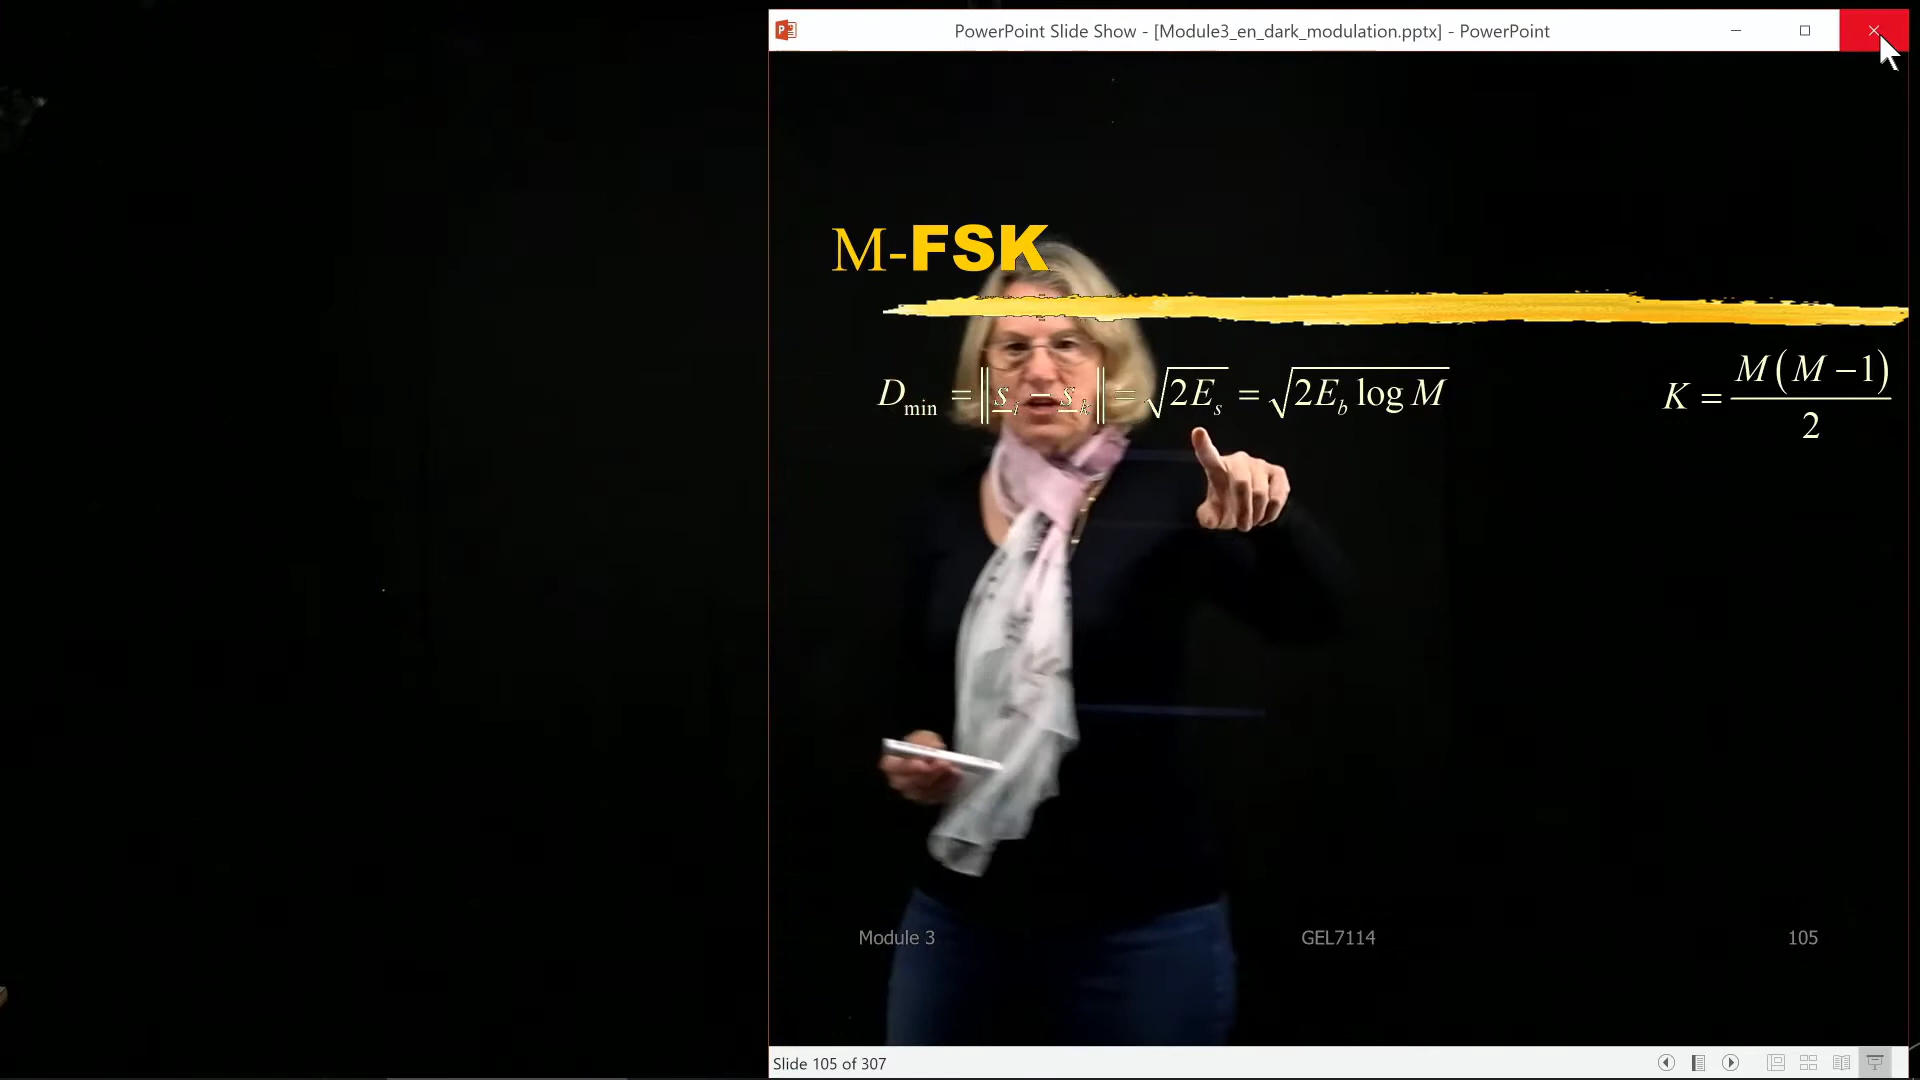 PowerPoint Slide Show - [Module3_en_dark_modulation.pptx] - PowerPoint
M-FSK
D_min = ‖s_i − s_k‖ = √2E_s = √2E_b log M
K = M(M−1)/2
Module 3
GEL7114
105
Slide 105 of 307